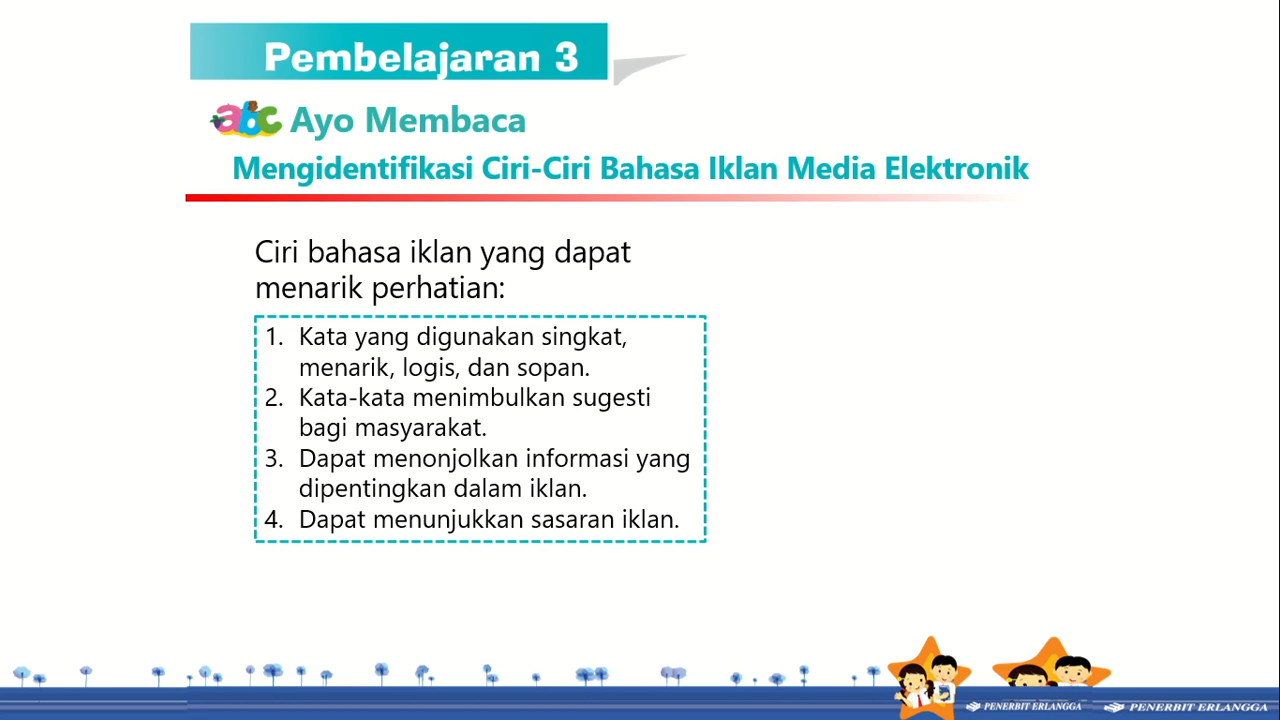 Pembelajaran 3
abc Ayo Membaca
Mengidentifikasi Ciri-Ciri Bahasa Iklan Media Elektronik
Ciri bahasa iklan yang dapat
menarik perhatian:
1. Kata yang digunakan singkat,
menarik, logis, dan sopan.
2. Kata-kata menimbulkan sugesti
bagi masyarakat.
3. Dapat menonjolkan informasi yang
dipentingkan dalam iklan.
4. Dapat menunjukkan sasaran iklan.
PENERBIT ERLANGGA
PENERBIT ERLANGGA